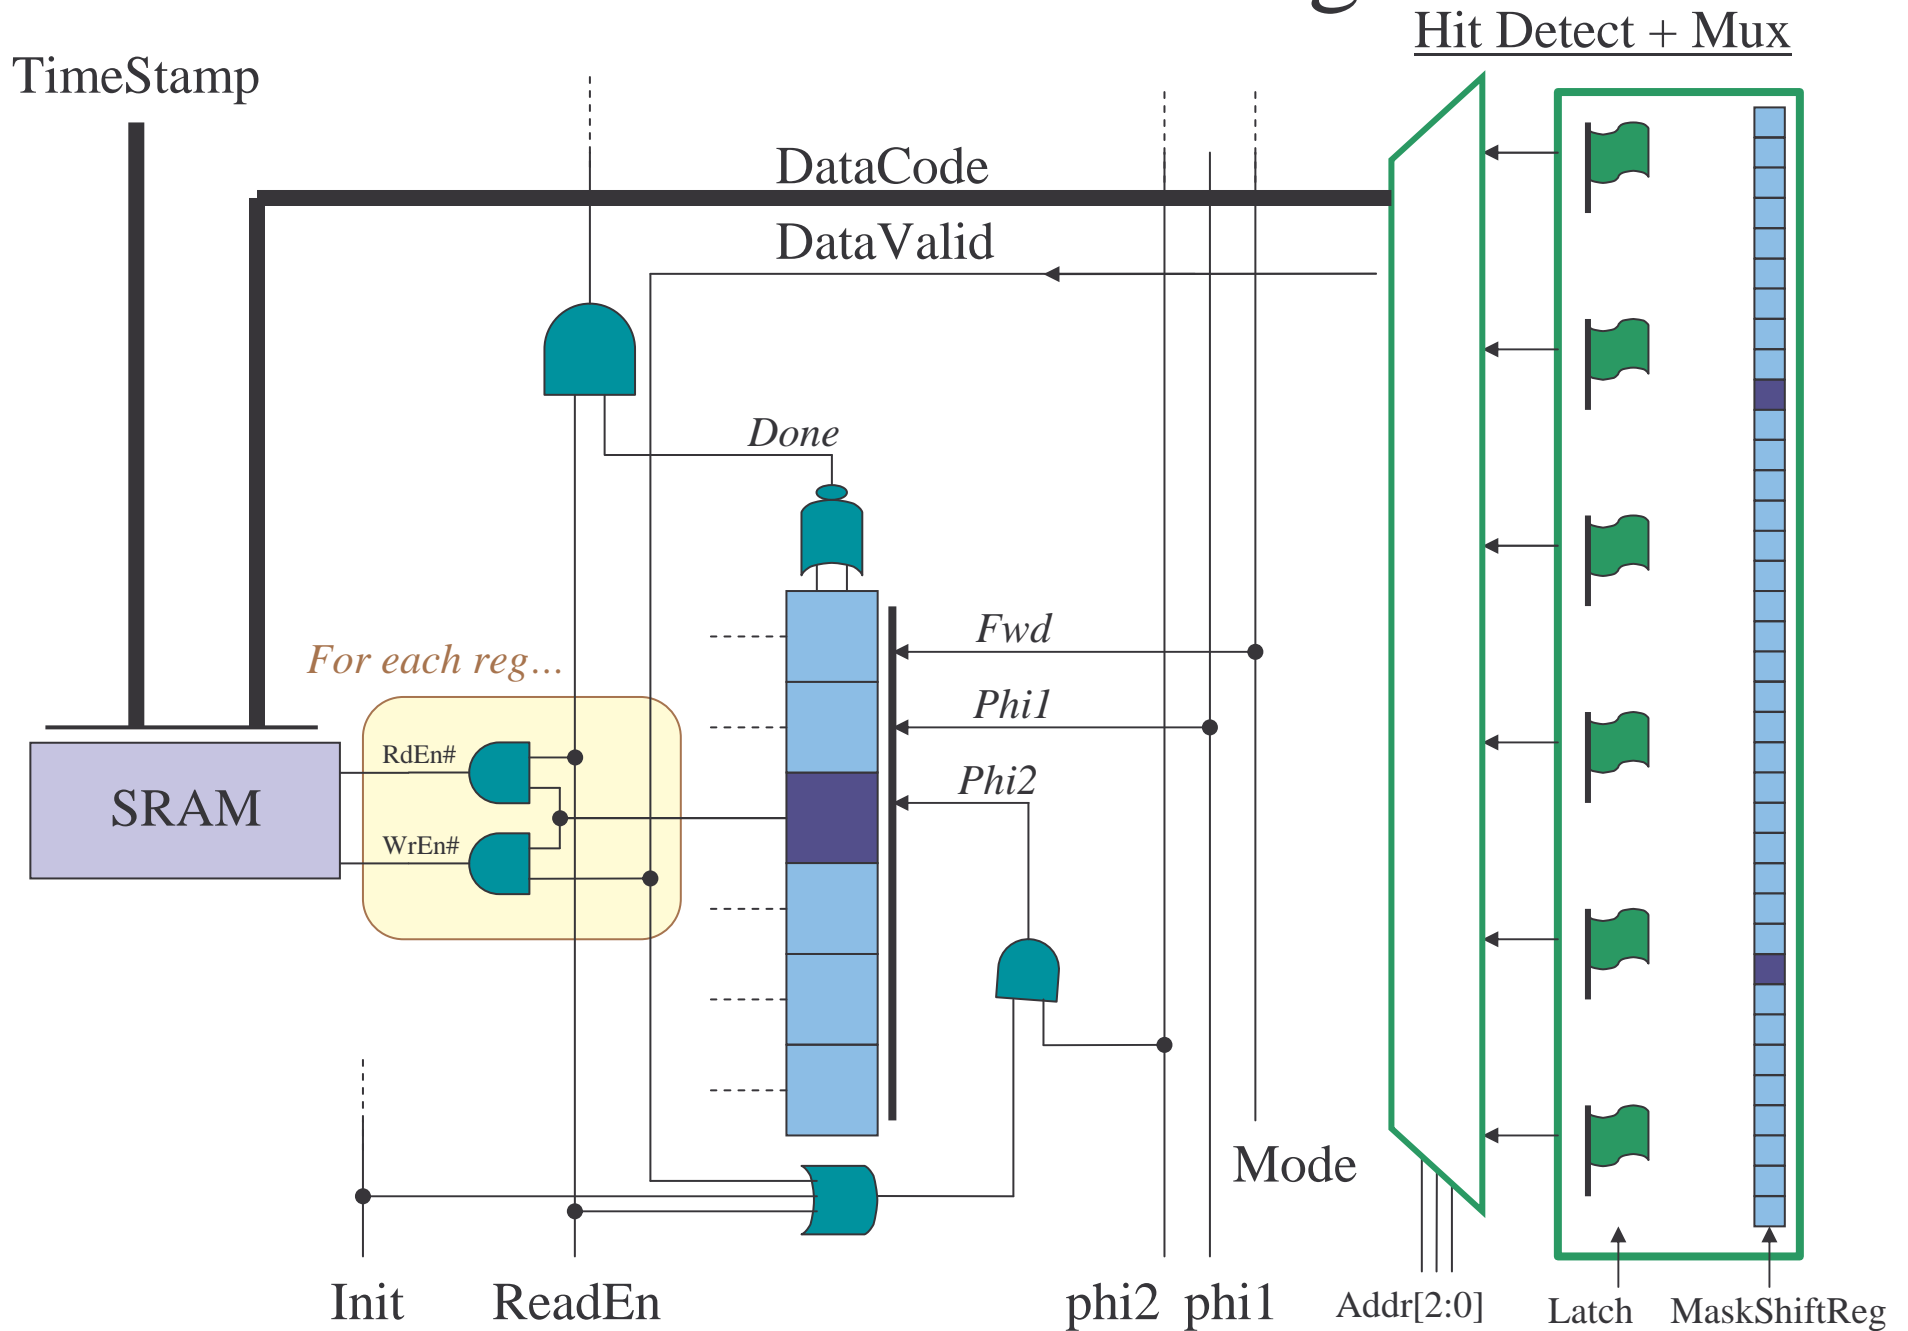 Hit Detect + Mux
TimeStamp
DataCode
DataValid
Done
Fwd
For each reg...
Phi1
RdEn#
Phi2
SRAM
WrEn#
Mode
Init
ReadEn
phi2
phi1
Addr[2:0]
Latch
MaskShiftReg